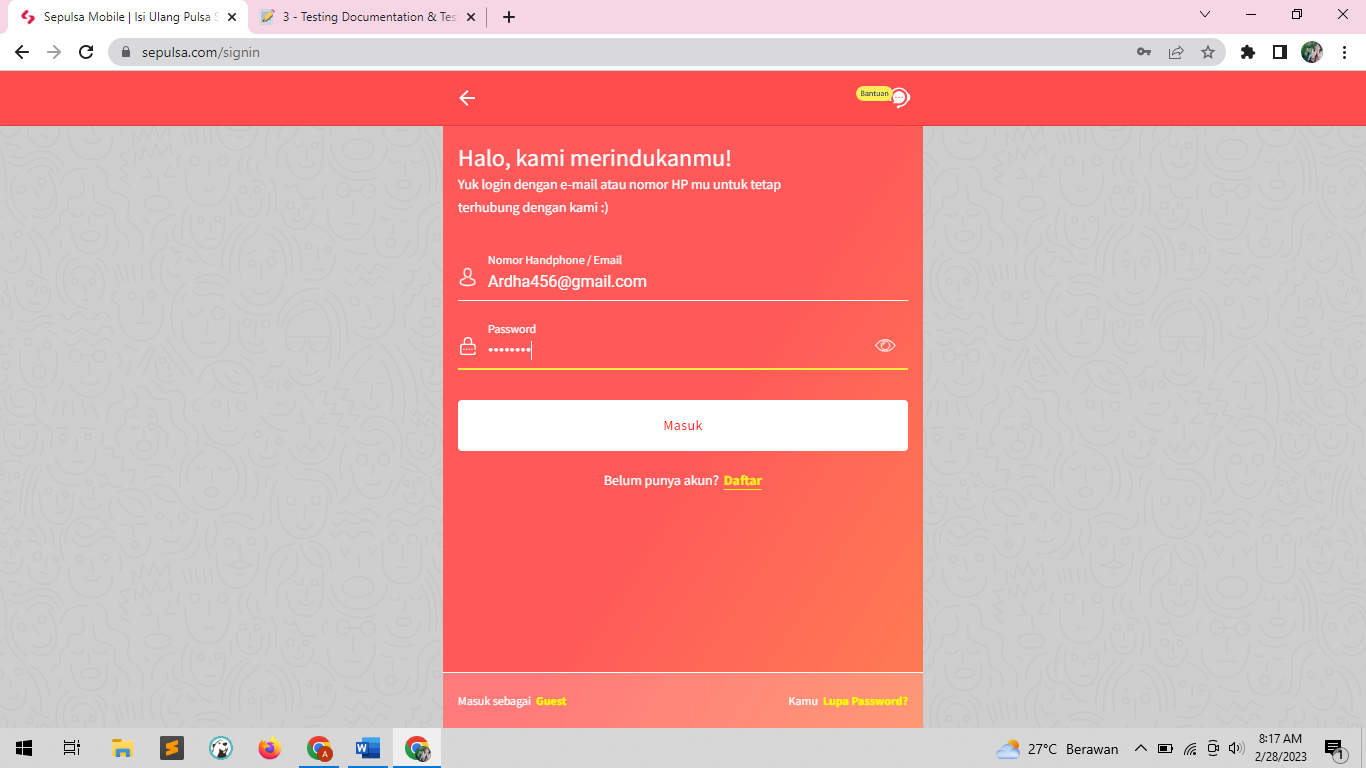 Sepulsa Mobile | Isi Ulang Pulsa S
3 - Testing Documentation & Tes
sepulsa.com/signin
Bantuan
Halo, kami merindukanmu!
Yuk login dengan e-mail atau nomor HP mu untuk tetap
terhubung dengan kami :)
Nomor Handphone / Email
Ardha456@gmail.com
Password
••••••••
Masuk
Belum punya akun? Daftar
Masuk sebagai Guest
Kamu Lupa Password?
A
W
27°C Berawan
8:17 AM
2/28/2023
1